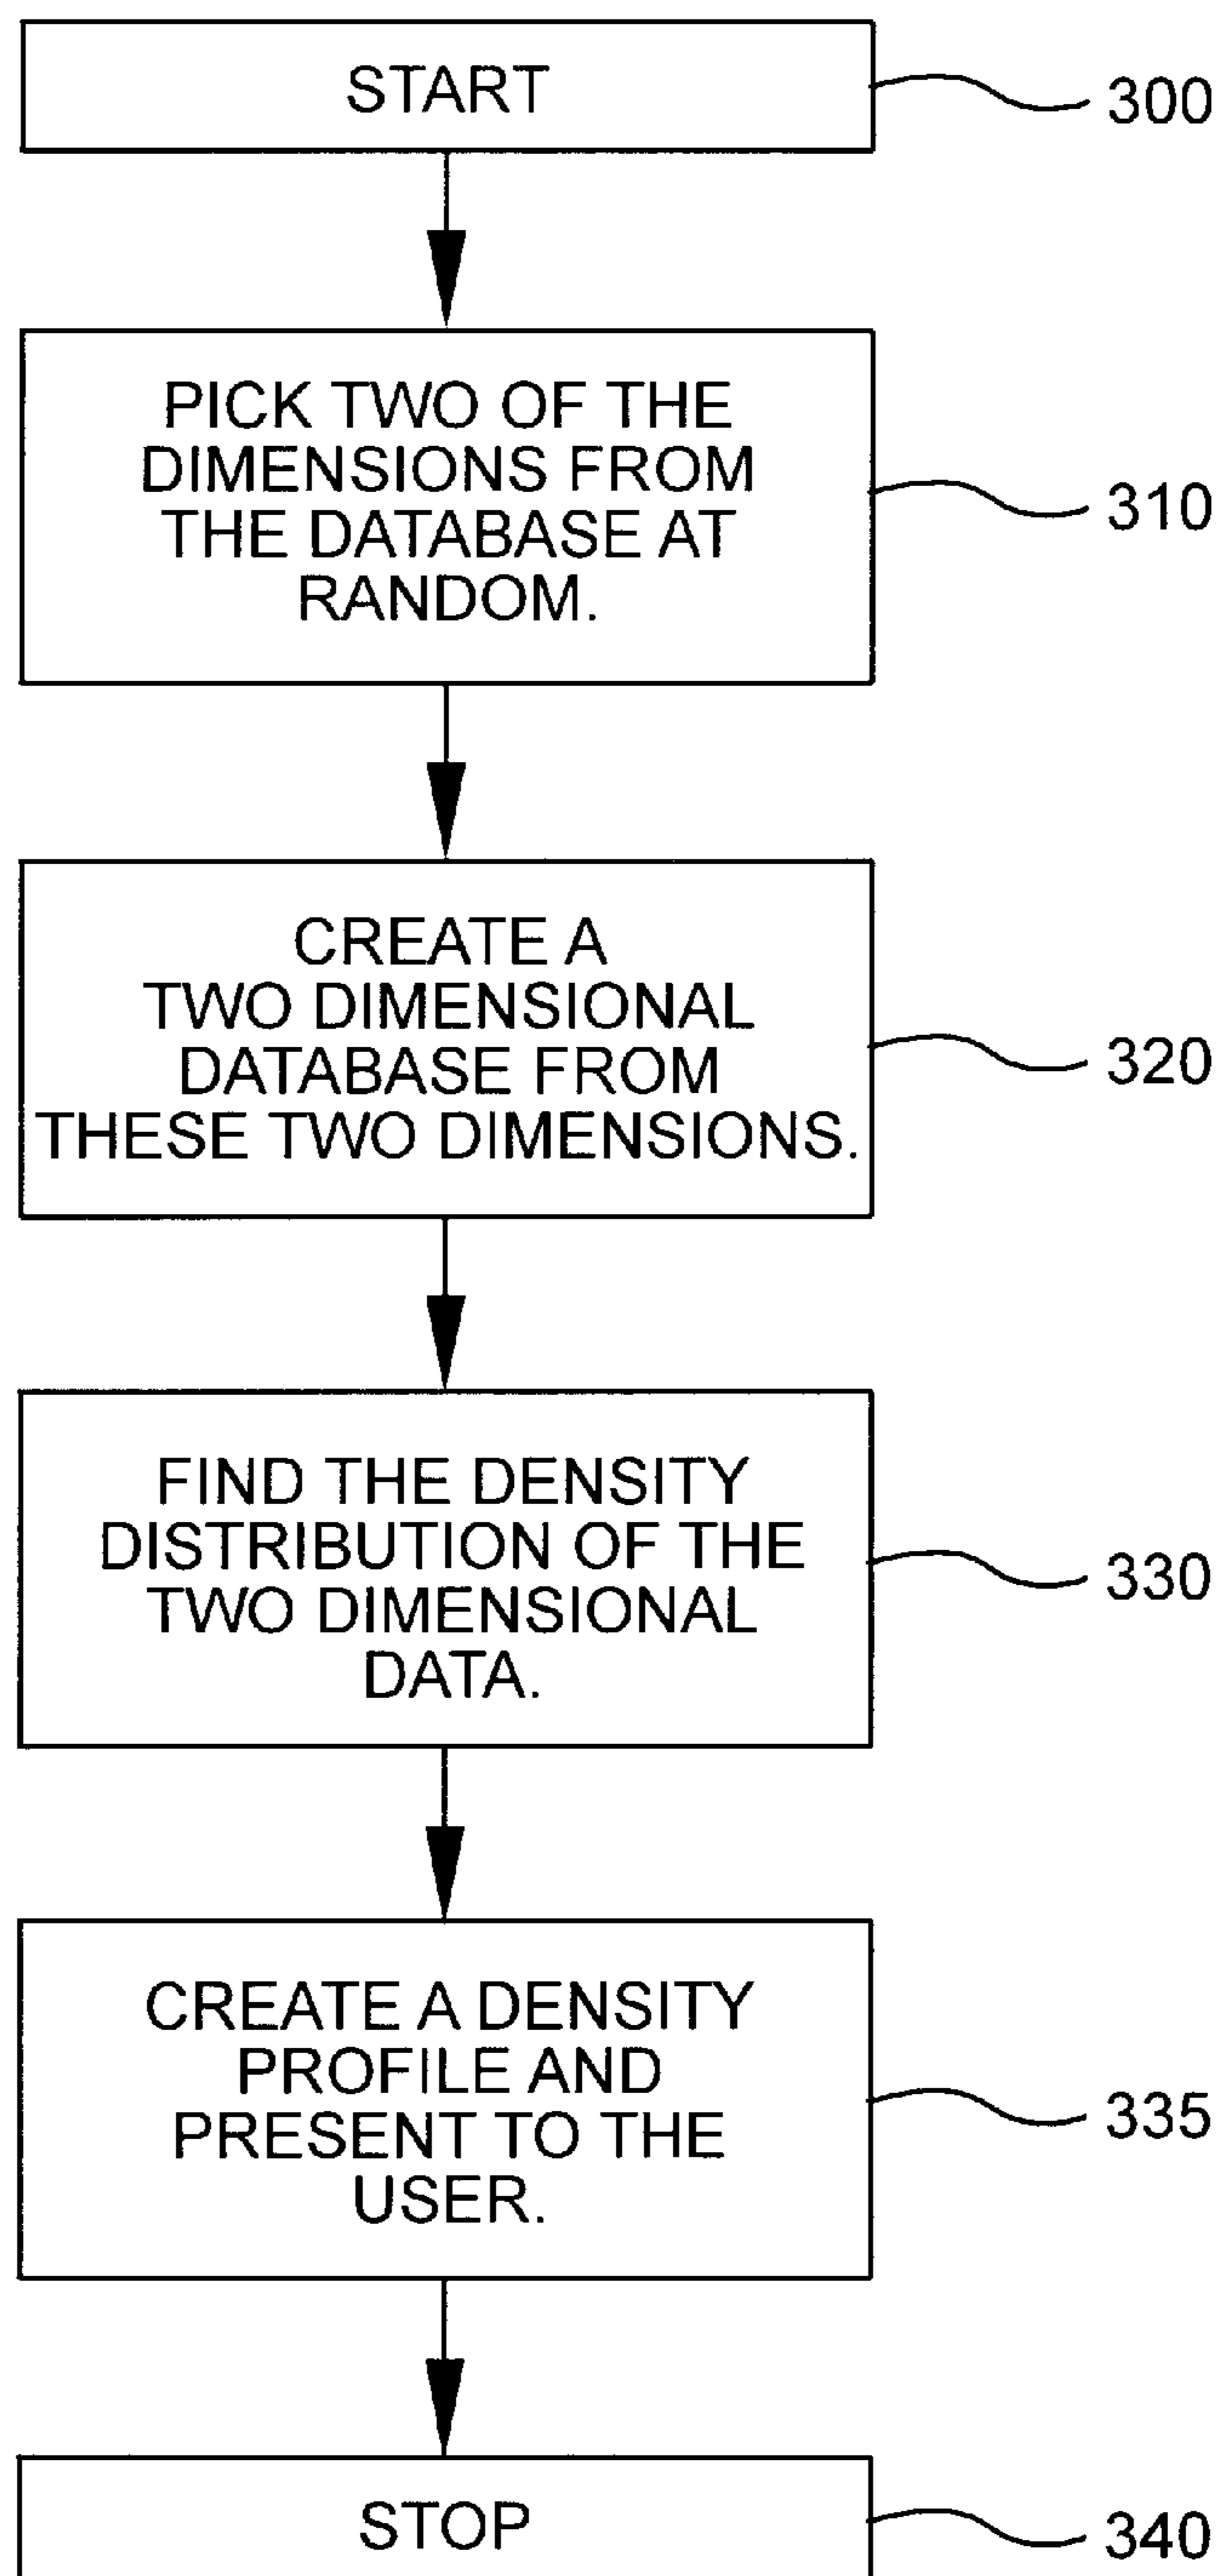 START
300
PICK TWO OF THE
DIMENSIONS FROM
THE DATABASE AT
RANDOM.
310
CREATE A
TWO DIMENSIONAL
DATABASE FROM
THESE TWO DIMENSIONS.
320
FIND THE DENSITY
DISTRIBUTION OF THE
TWO DIMENSIONAL
DATA.
330
CREATE A DENSITY
PROFILE AND
PRESENT TO THE
USER.
335
STOP
340